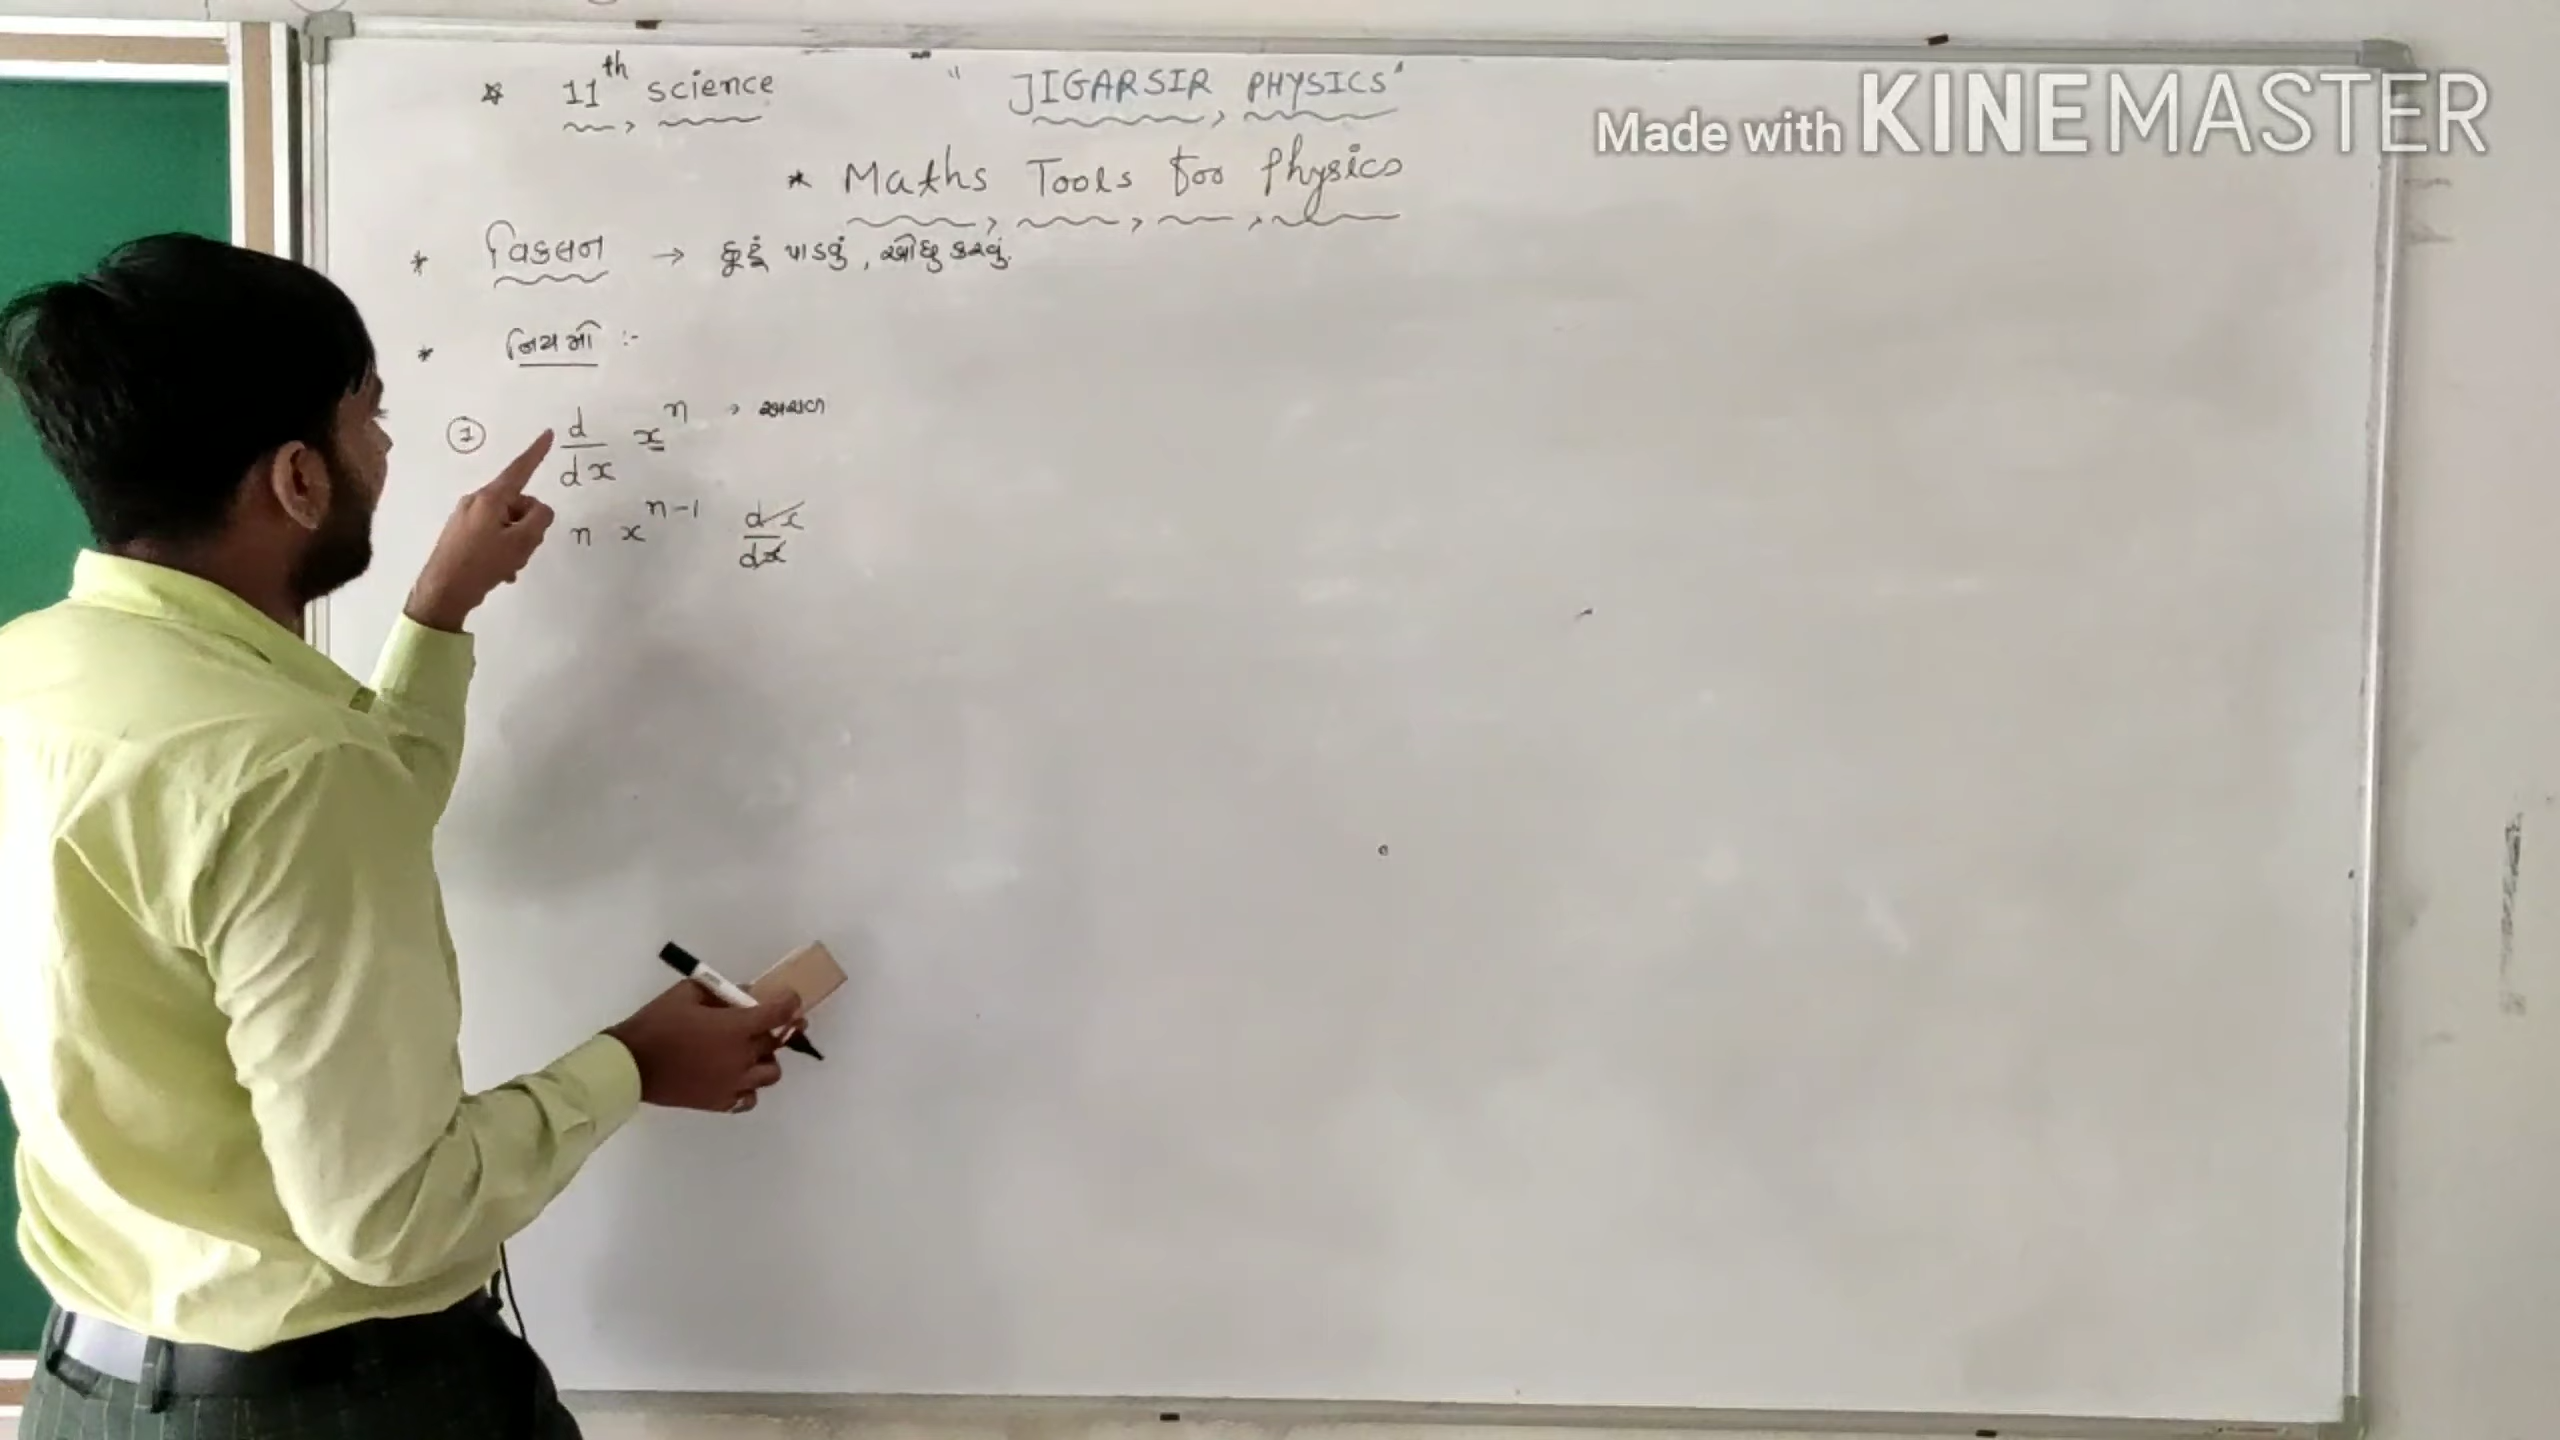 * 11th science " JIGARSIR PHYSICS "
Made with KINEMASTER
* Maths Tools for Physics
* વિકલન → છૂટું પાડવું, ઓછુ કરવું.
* નિયમો :-
① d/dx x^n → અચળ
n x^n-1 dx/dx